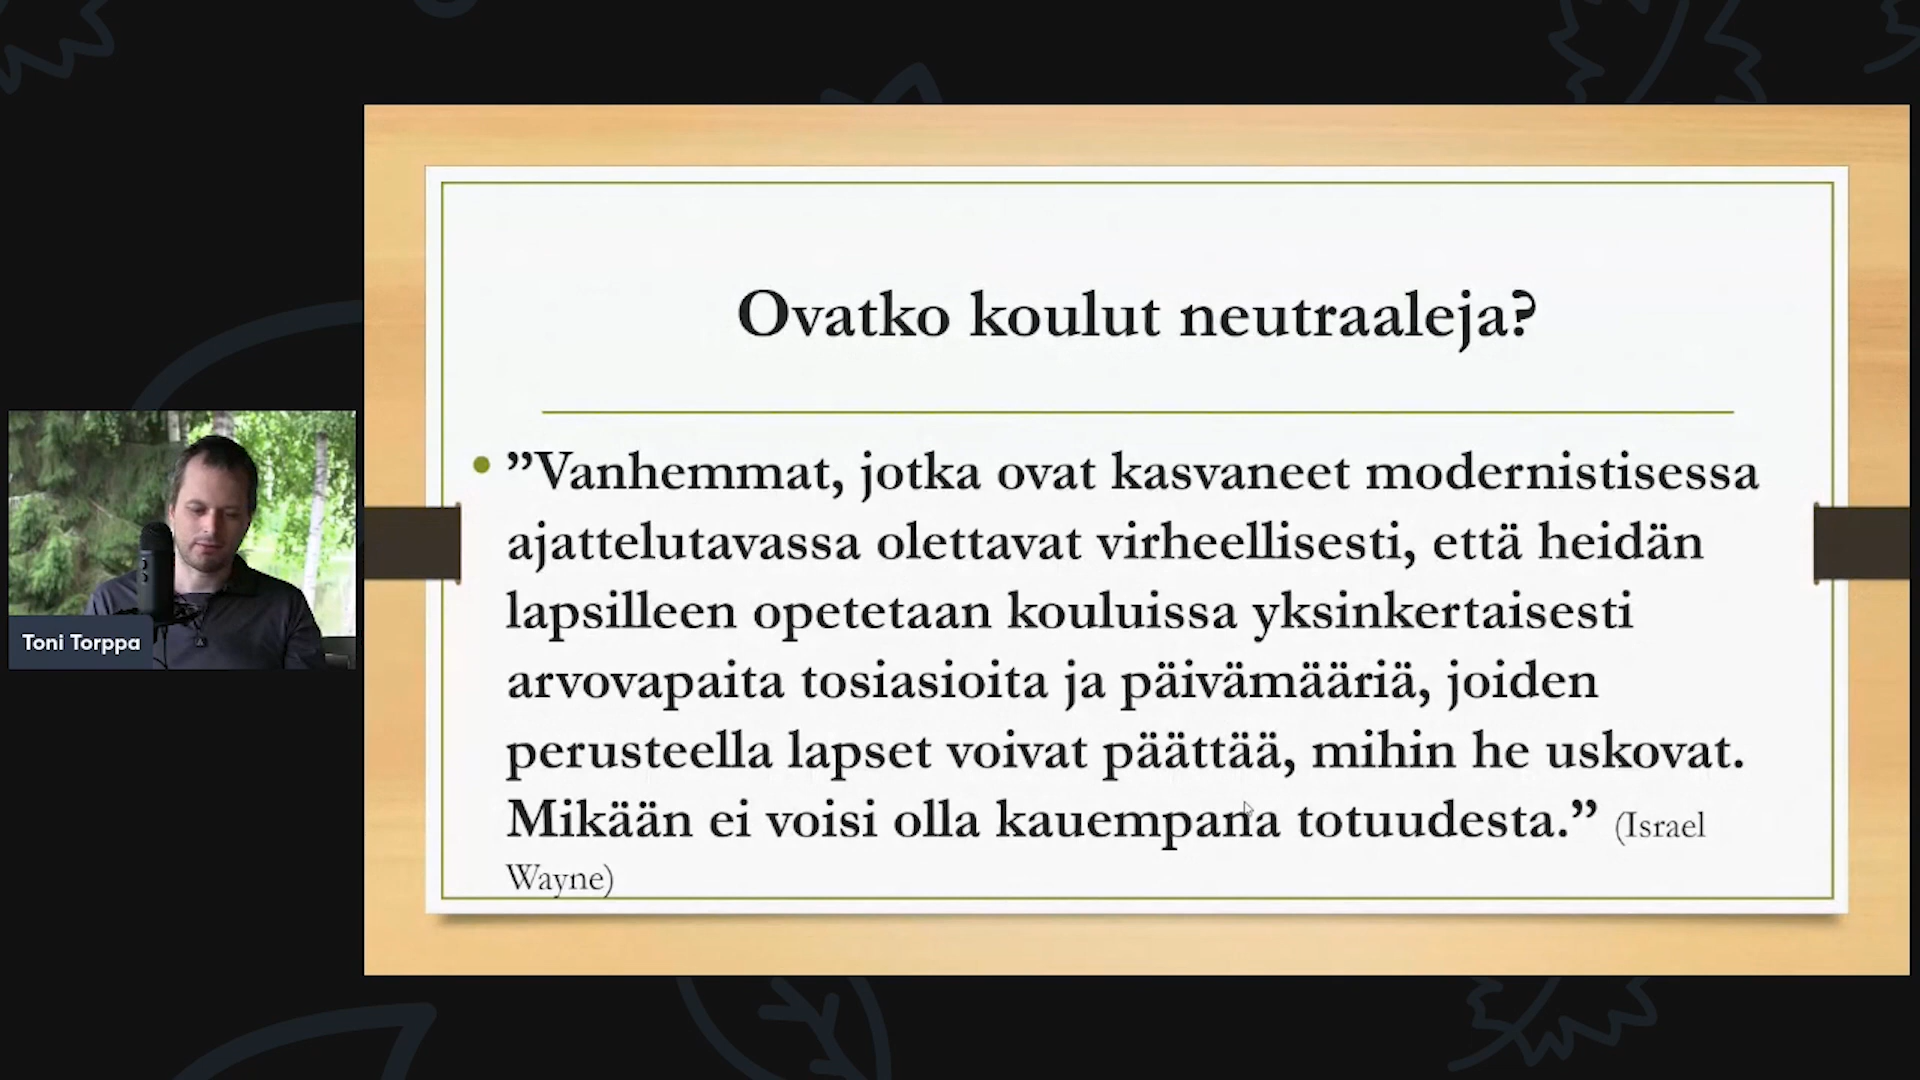 Ovatko koulut neutraaleja?
”Vanhemmat, jotka ovat kasvaneet modernistisessa
ajattelutavassa olettavat virheellisesti, että heidän
lapsilleen opetetaan kouluissa yksinkertaisesti
arvovapaita tosiasioita ja päivämääriä, joiden
perusteella lapset voivat päättää, mihin he uskovat.
Mikään ei voisi olla kauempana totuudesta.” (Israel
Wayne)
Toni Torppa